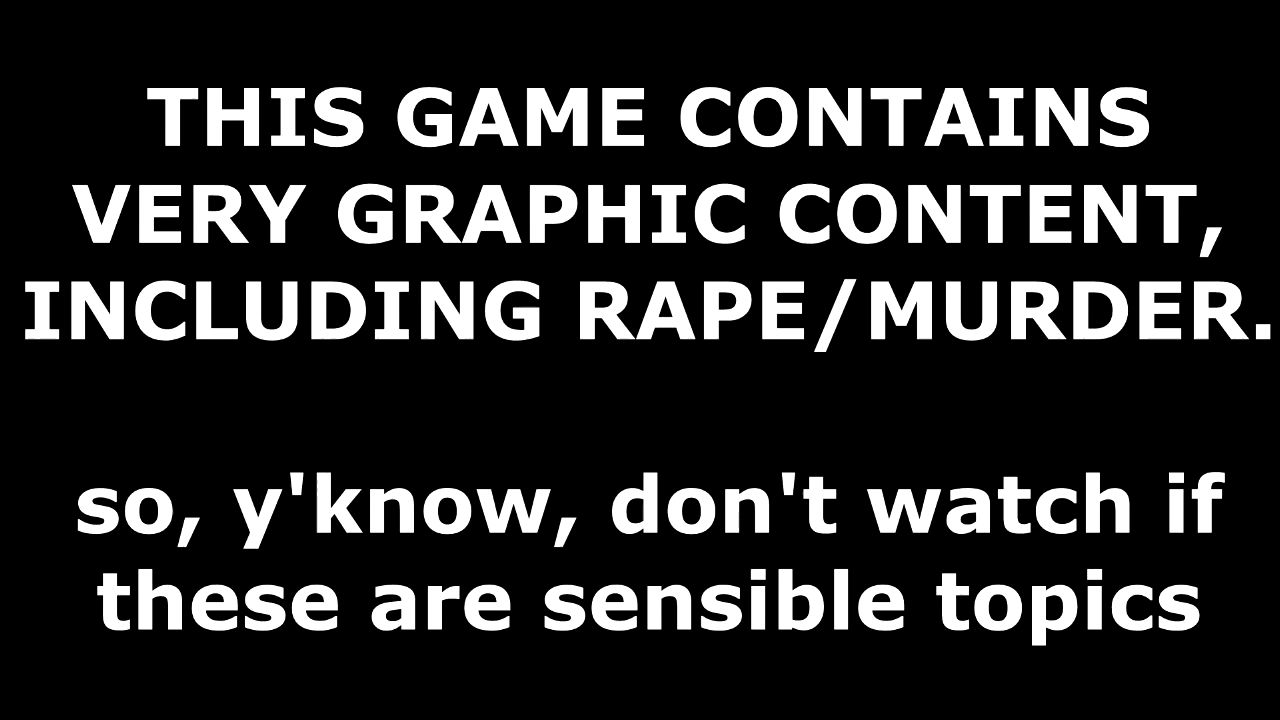 THIS GAME CONTAINS
VERY GRAPHIC CONTENT,
INCLUDING RAPE/MURDER.
so, y'know, don't watch if
these are sensible topics